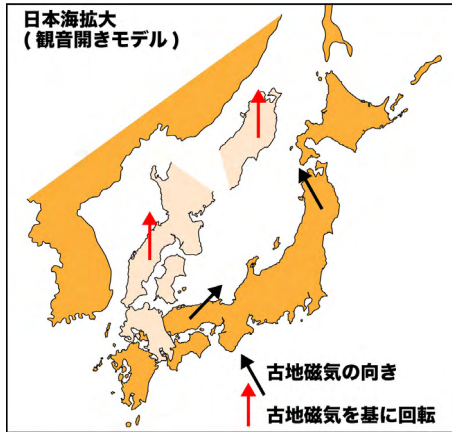 日本海拡大
(観音開きモデル)
古地磁気の向き
古地磁気を基に回転